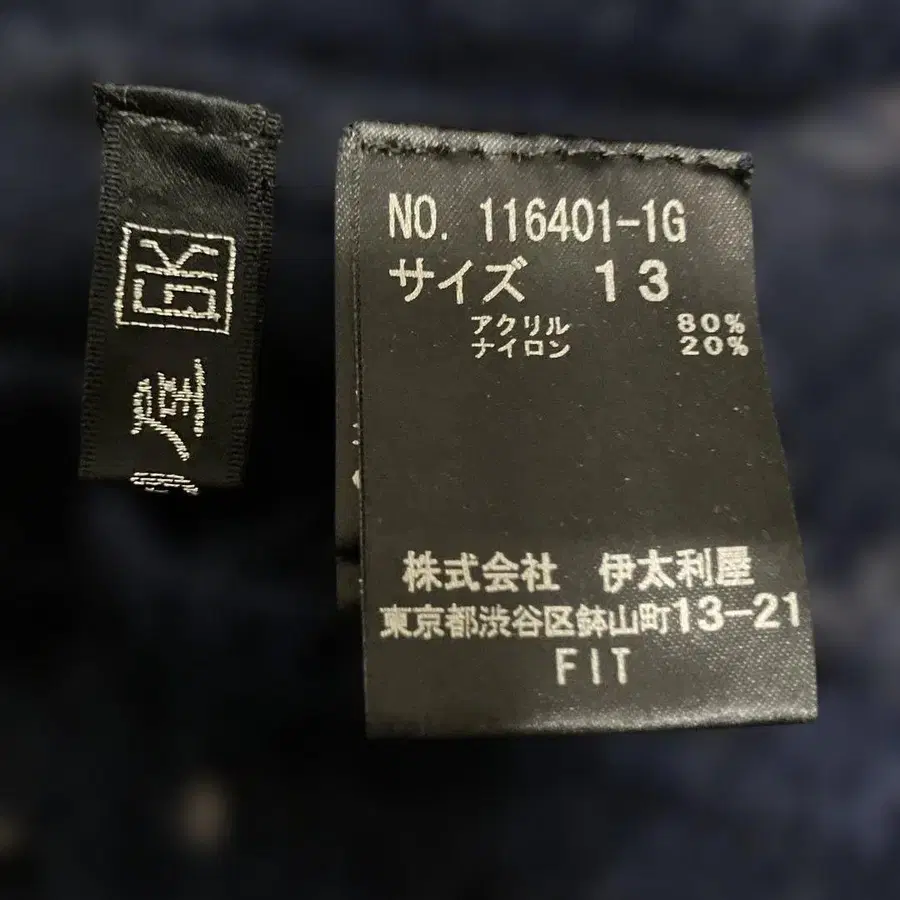 GK
屋
NO. 116401-1G
サイズ 13
アクリル 80%
ナイロン 20%
株式会社 伊太利屋
東京都渋谷区鉢山町13-21
FIT